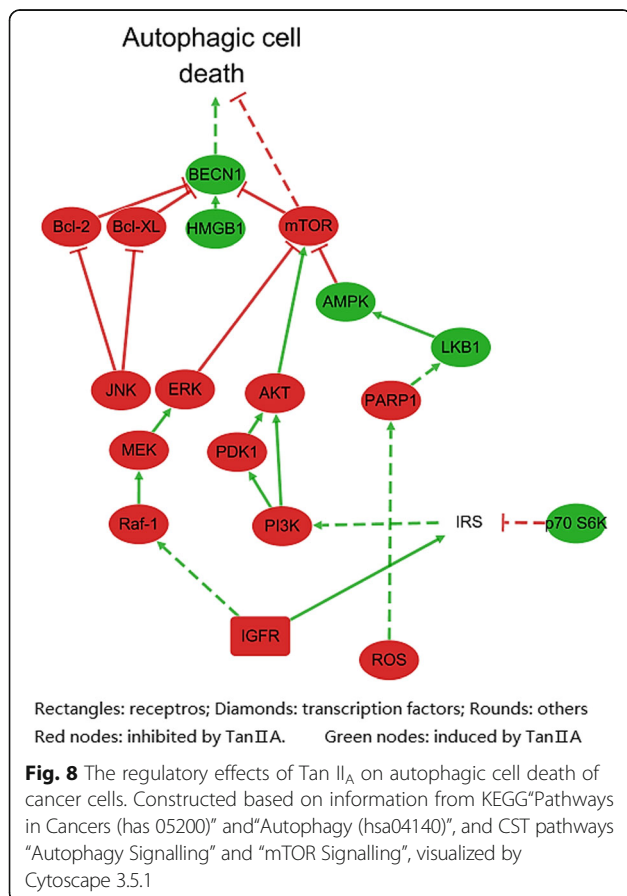 Autophagic cell
death
BECN1
Bcl-2
Bcl-XL
HMGB1
mTOR
AMPK
LKB1
JNK
ERK
AKT
PARP1
MEK
PDK1
Raf-1
PI3K
IRS
p70 S6K
IGFR
ROS
Rectangles: receptros; Diamonds: transcription factors; Rounds: others
Red nodes: inhibited by TanⅡA. Green nodes: induced by TanⅡA
Fig. 8 The regulatory effects of Tan IIA on autophagic cell death of
cancer cells. Constructed based on information from KEGG“Pathways
in Cancers (has 05200)” and“Autophagy (hsa04140)”, and CST pathways
“Autophagy Signalling” and “mTOR Signalling”, visualized by
Cytoscape 3.5.1